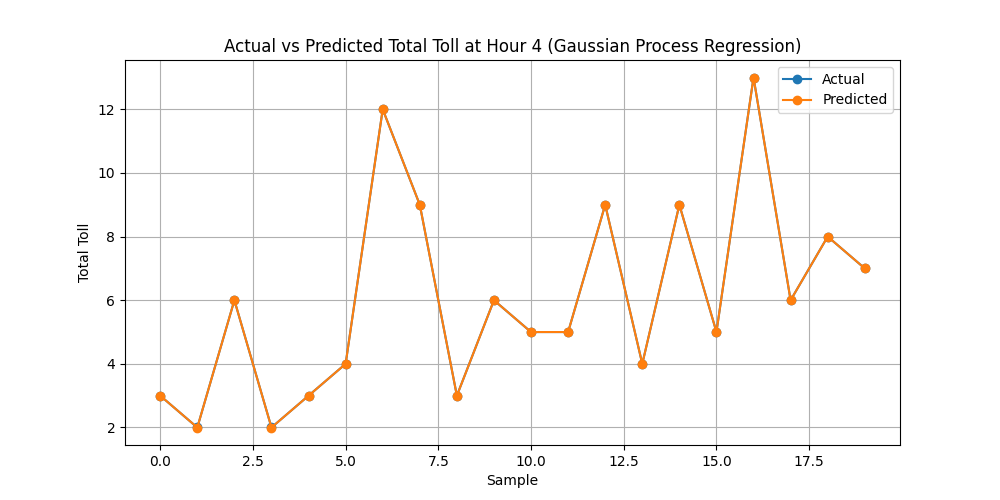 Actual vs Predicted Total Toll at Hour 4 (Gaussian Process Regression)
Actual
Predicted
Total Toll
12
10
8
6
4
2
0.0 2.5 5.0 7.5 10.0 12.5 15.0 17.5
Sample